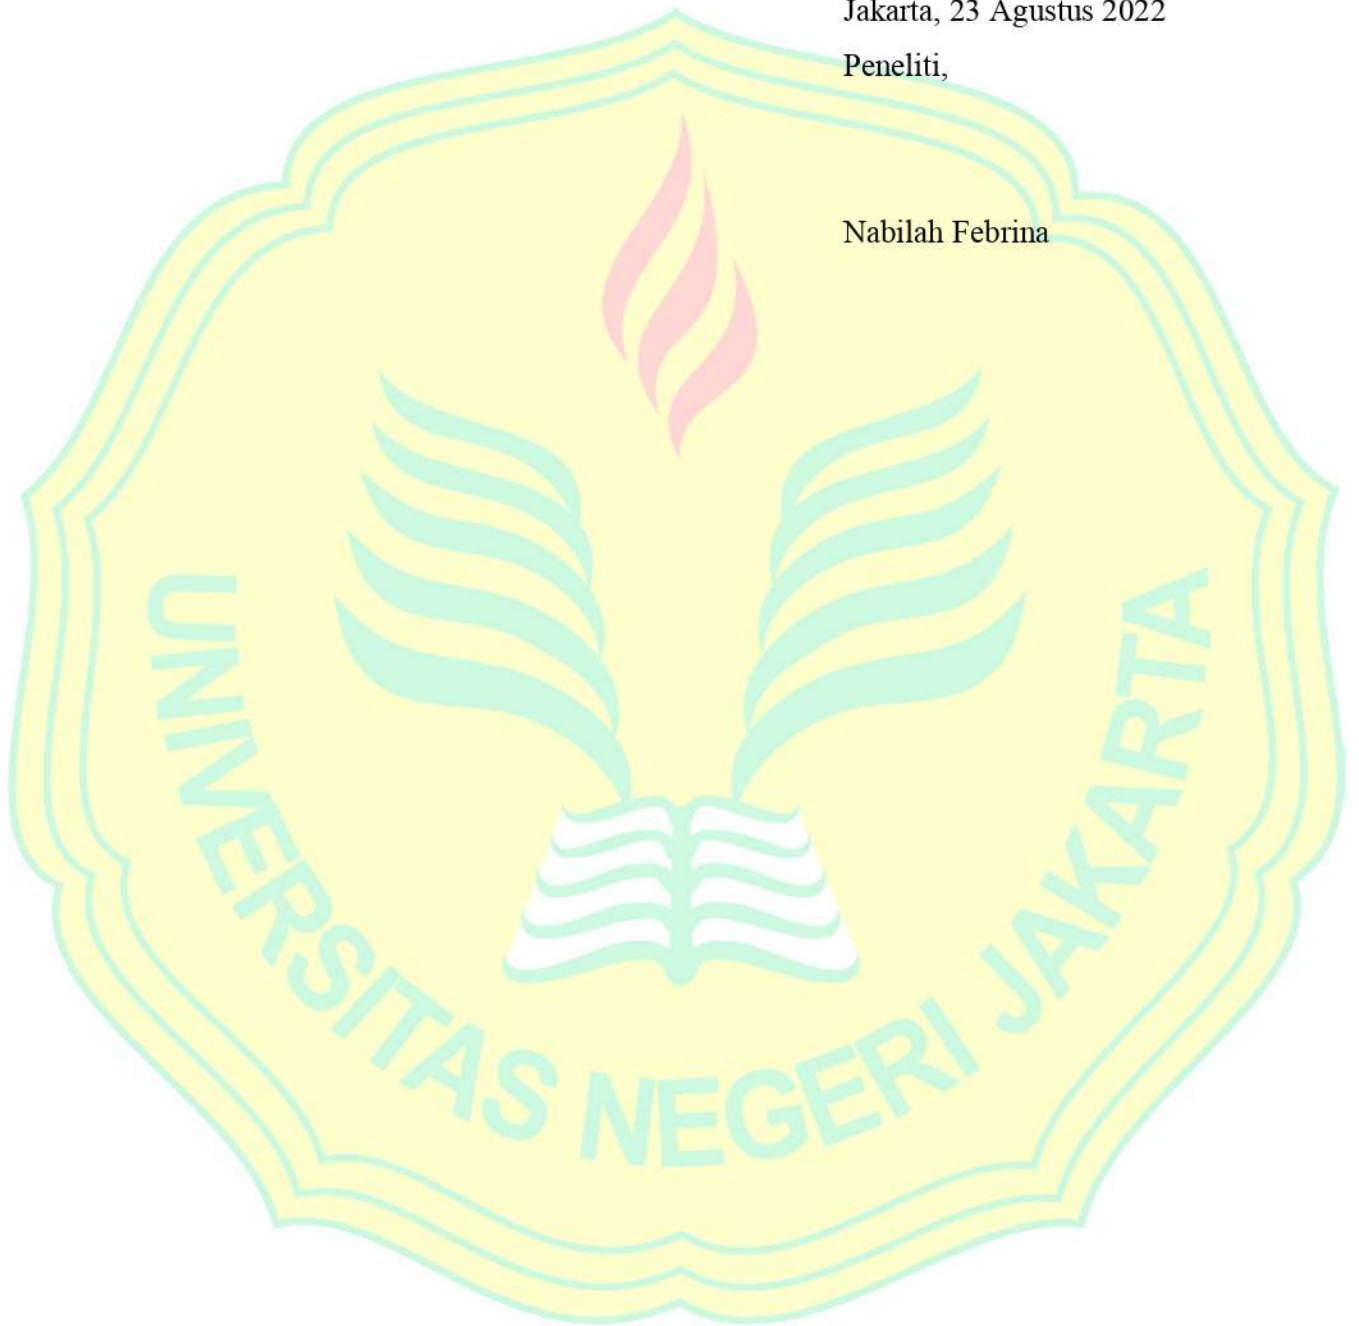 Jakarta, 23 Agustus 2022
Peneliti,
Nabilah Febrina
UNIVERSITAS NEGERI JAKARTA